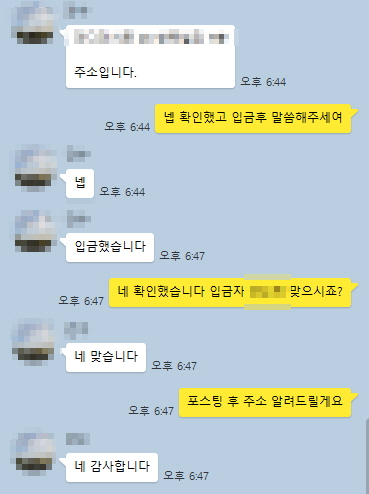 주소입니다.
오후 6:44
넵 확인했고 입금후 말씀해주세여
오후 6:44
넵
오후 6:44
입금했습니다
오후 6:47
네 확인했습니다 입금자 맞으시죠?
오후 6:47
네 맞습니다
오후 6:47
포스팅 후 주소 알려드릴게요
오후 6:47
네 감사합니다
오후 6:47